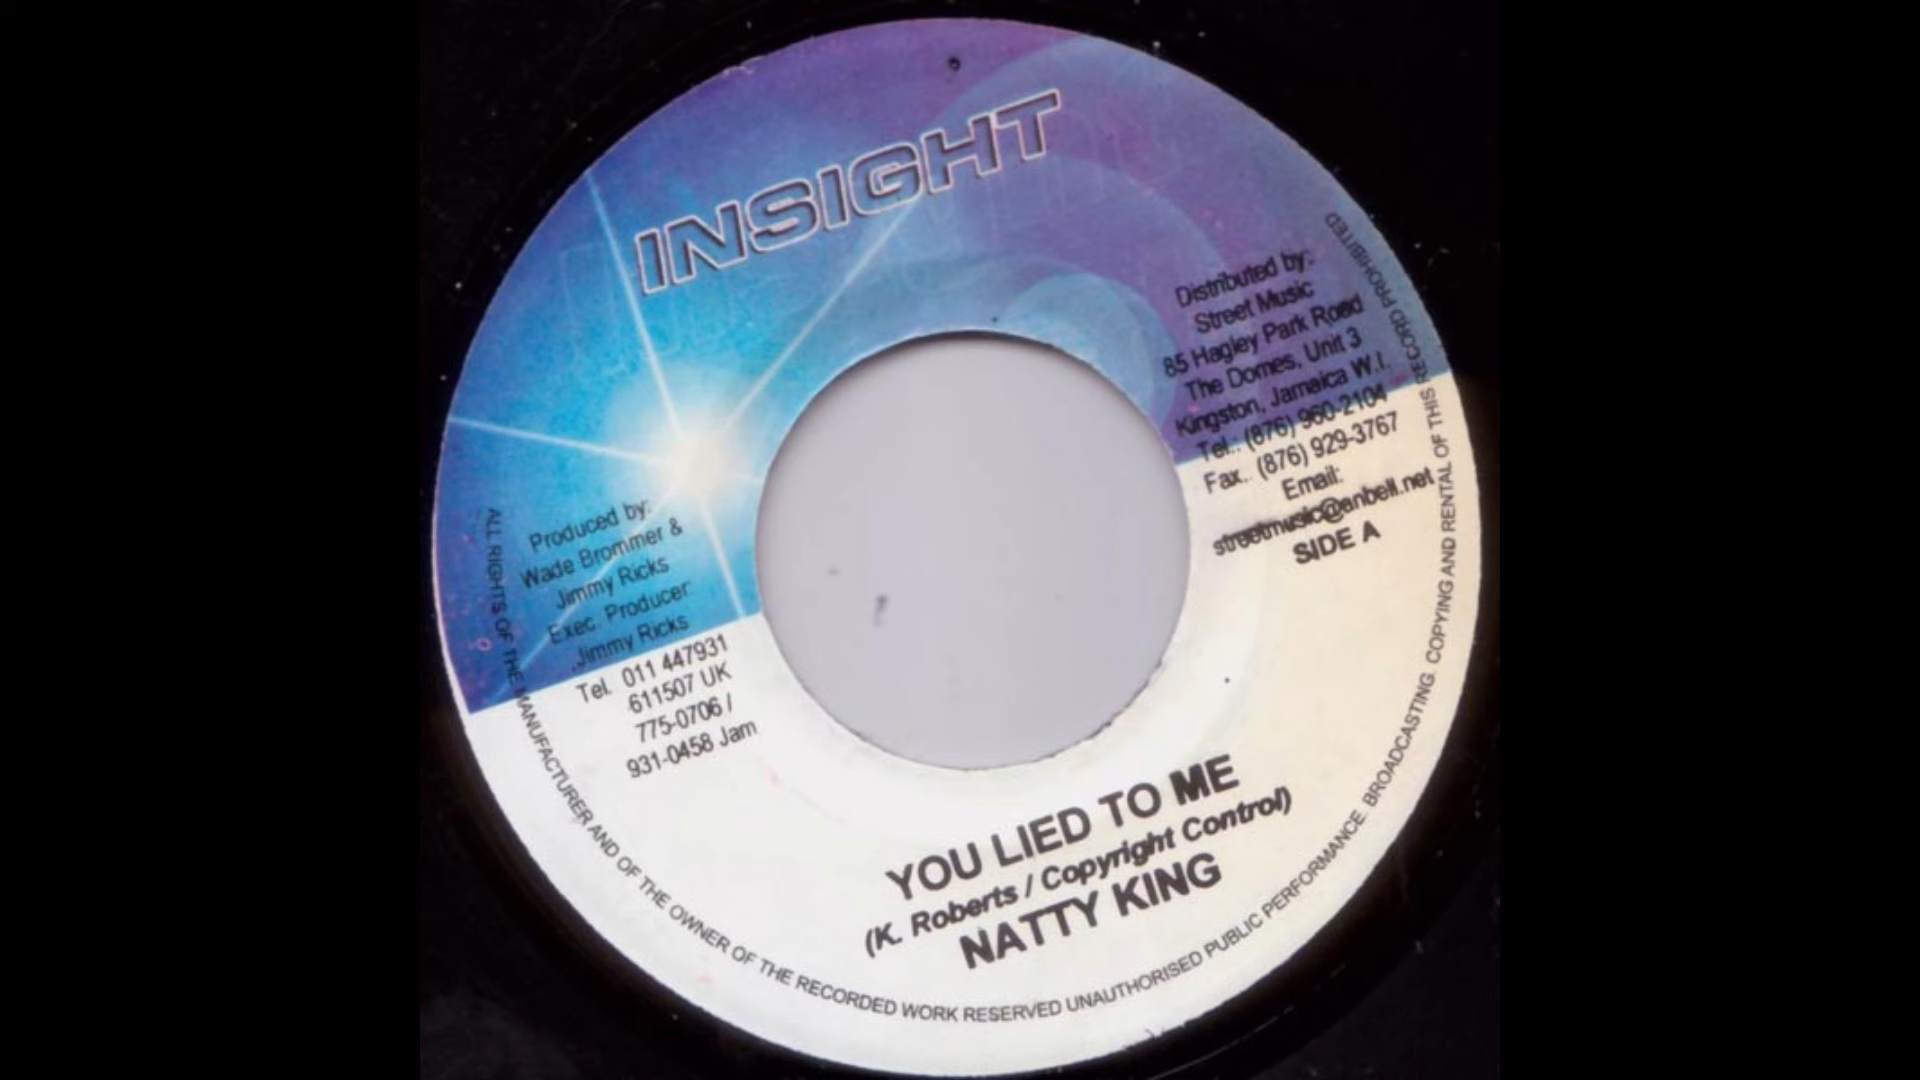 INSIGHT
Distributed by:
Street Music
85 Hagley Park Road
The Domes, Unit 3
Kingston, Jamaica W.I.
Tel.: (876) 960-2104
Fax.. (876) 929-3767
Email:
streetmusic@anbell.net
SIDE A
Produced by:
Wade Brommer &
Jimmy Ricks
Exec Producer
Jimmy Ricks
Tel. 011 447931
611507 UK
775-0706 /
931-0458 Jam
YOU LIED TO ME
(K. Roberts / Copyright Control)
NATTY KING
ALL RIGHTS OF THE MANUFACTURER AND OF THE OWNER OF THE RECORDED WORK RESERVED UNAUTHORISED PUBLIC PERFORMANCE. BROADCASTING. COPYING AND RENTAL OF THIS RECORD PROHIBITED